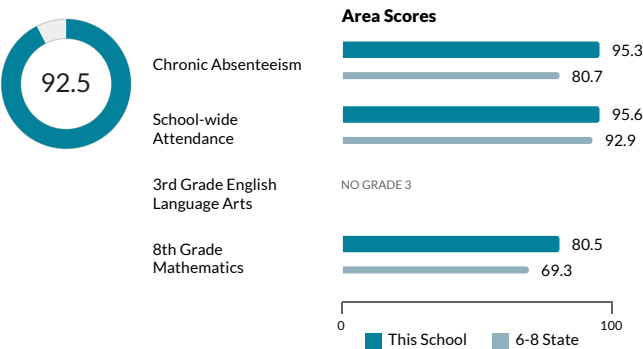 Area Scores
92.5
Chronic Absenteeism
95.3
80.7
School-wide
Attendance
95.6
92.9
3rd Grade English
Language Arts
NO GRADE 3
8th Grade
Mathematics
80.5
69.3
0
100
This School
6-8 State